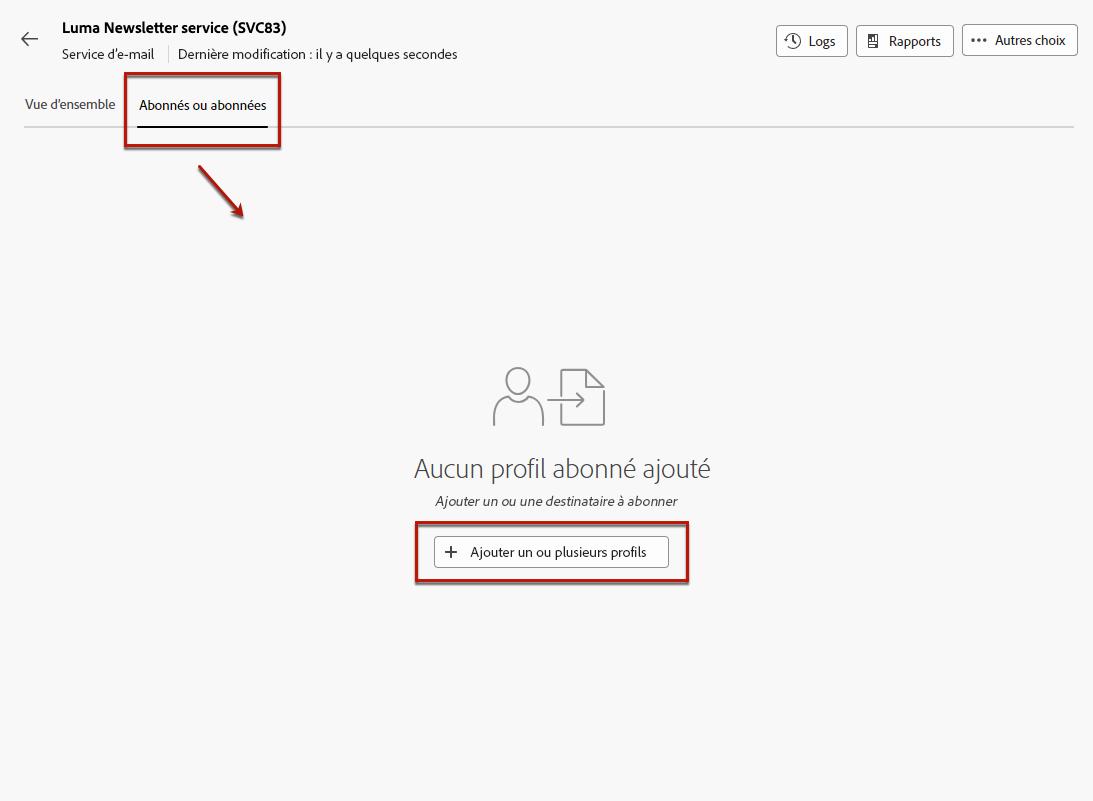 Luma Newsletter service (SVC83)
Service d'e-mail
Dernière modification : il y a quelques secondes
Logs
Rapports
Autres choix
Vue d'ensemble
Abonnés ou abonnées
Aucun profil abonné ajouté
Ajouter un ou une destinataire à abonner
Ajouter un ou plusieurs profils